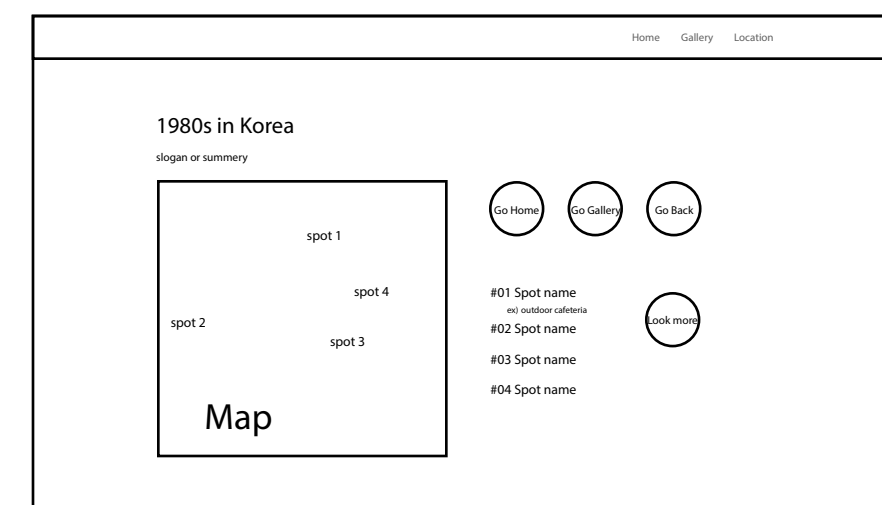 Home Gallery Location
1980s in Korea
slogan or summery
spot 1
spot 4
spot 2
spot 3
Map
Go Home Go Gallery Go Back
#01 Spot name
ex) outdoor cafeteria
#02 Spot name
#03 Spot name
#04 Spot name
Look more